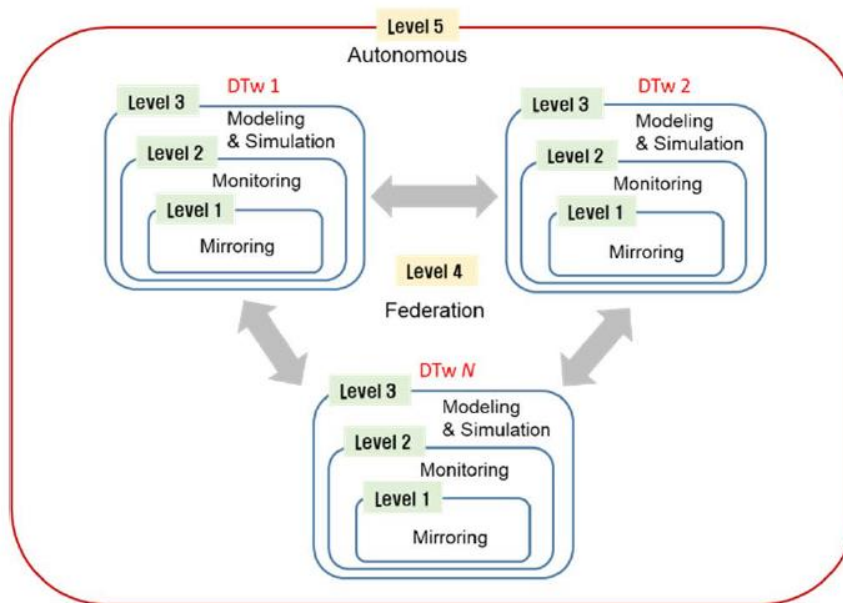 Level 5
Autonomous
DTw 1
Level 3
Modeling
& Simulation
Level 2
Monitoring
Level 1
Mirroring
DTw 2
Level 3
Modeling
& Simulation
Level 2
Monitoring
Level 1
Mirroring
Level 4
Federation
DTw N
Level 3
Modeling
& Simulation
Level 2
Monitoring
Level 1
Mirroring